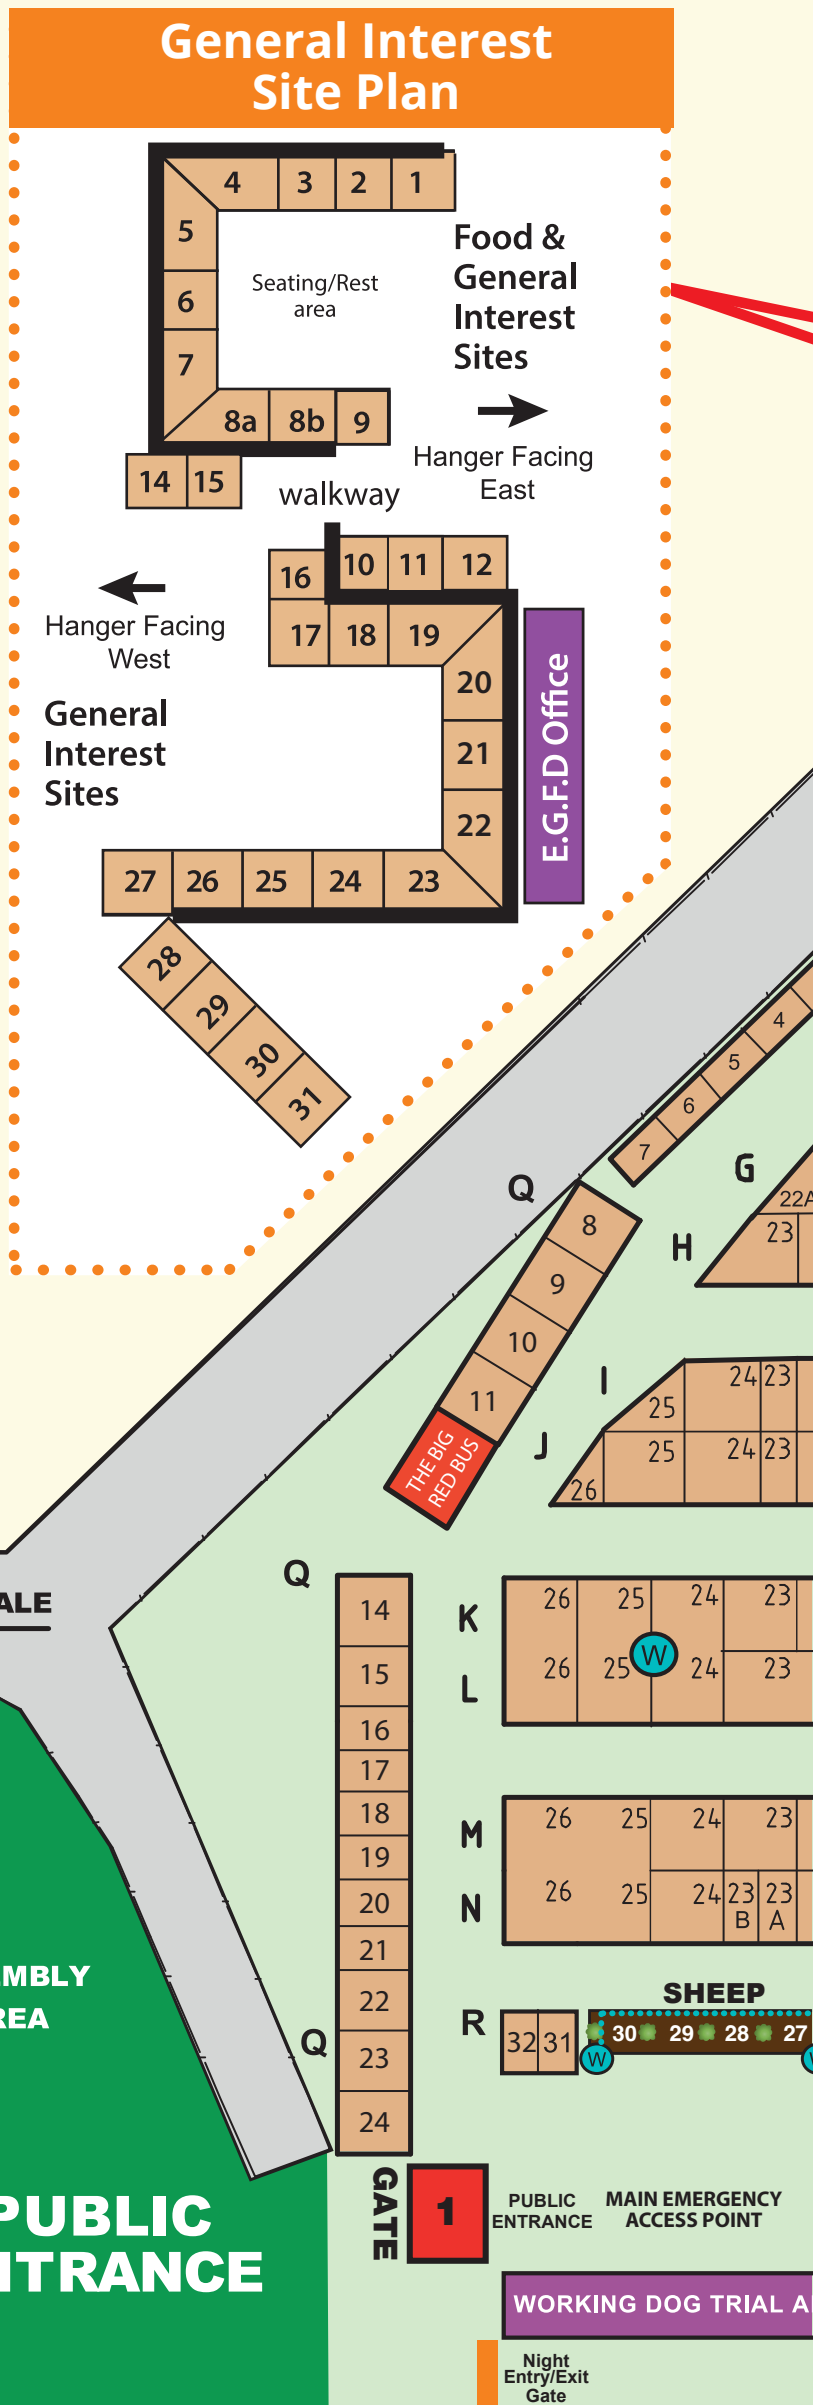 General Interest
Site Plan
4 3 2 1
5
6
7
8a 8b 9
Seating/Rest
area
Food &
General
Interest
Sites
Hanger Facing
East
14 15
walkway
16
10 11 12
Hanger Facing
West
17 18 19
20
21
22
E.G.F.D Office
General
Interest
Sites
27 26 25 24 23
28
29
30
31
4
5
6
7
Q
G
22A
H
23
8
9
10
11
THE BIG
RED BUS
I
24 23
25
J
25 24 23
26
Q
ALE
14
15
16
17
18
19
20
21
22
23
24
K
26 25 24 23
W
L
26 25 24 23
M
26 25 24 23
N
26 25 24 23
B
23
A
EMBLY
REA
SHEEP
R
32 31
30 29 28 27
W
W
Q
GATE
1
PUBLIC
ENTRANCE
MAIN EMERGENCY
ACCESS POINT
PUBLIC
NTRANCE
WORKING DOG TRIAL A
Night
Entry/Exit
Gate